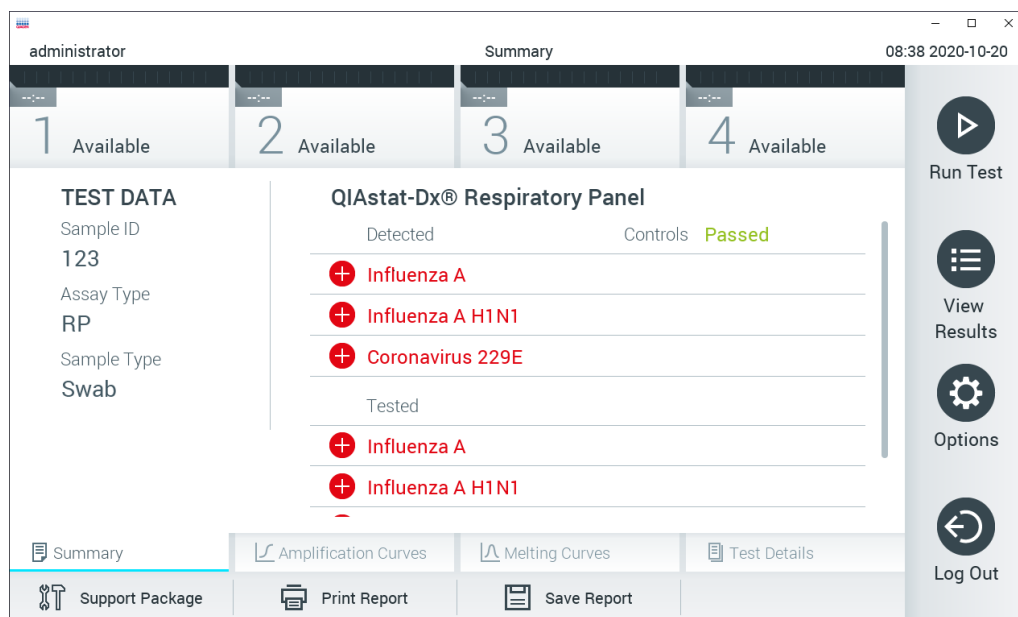 administrator
Summary
08:38 2020-10-20
--:--
1 Available
--:--
2 Available
--:--
3 Available
--:--
4 Available
Run Test
View
Results
Options
Log Out
TEST DATA
Sample ID
123
Assay Type
RP
Sample Type
Swab
QIAstat-Dx® Respiratory Panel
Detected
Controls Passed
Influenza A
Influenza A H1N1
Coronavirus 229E
Tested
Influenza A
Influenza A H1N1
Summary
Amplification Curves
Melting Curves
Test Details
Support Package
Print Report
Save Report